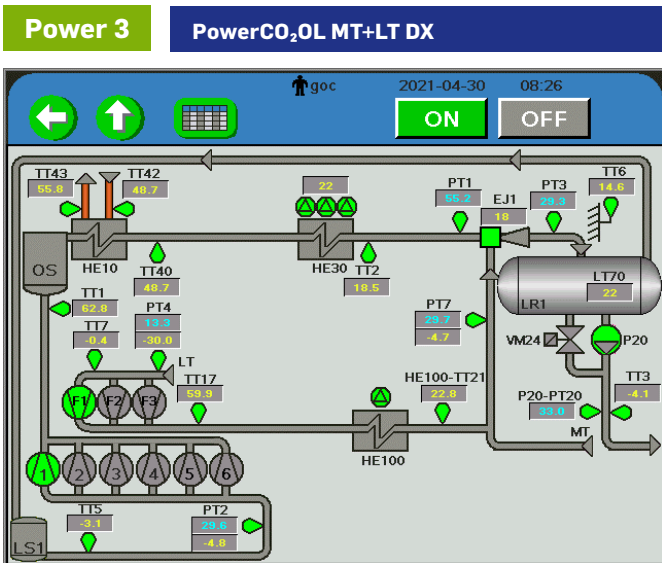 Power 3
PowerCO₂OL MT+LT DX
goc
2021-04-30 08:26
ON OFF
TT43 TT42
55.8 48.7
22
PT1
55.2
EJ1
18
PT3
29.3
TT6
14.6
OS
HE10
HE30
TT40
48.7
TT2
18.5
LR1
LT70
22
TT1
62.8
TT7
-0.4
PT4
13.3
-30.0
PT7
29.7
-4.7
VM24
P20
LT
TT17
59.9
HE100-TT21
22.8
P20-PT20
33.0
TT3
-4.1
F1 F2 F3
MT
HE100
1 2 3 4 5 6
TT5
-3.1
PT2
29.6
-4.8
LS1